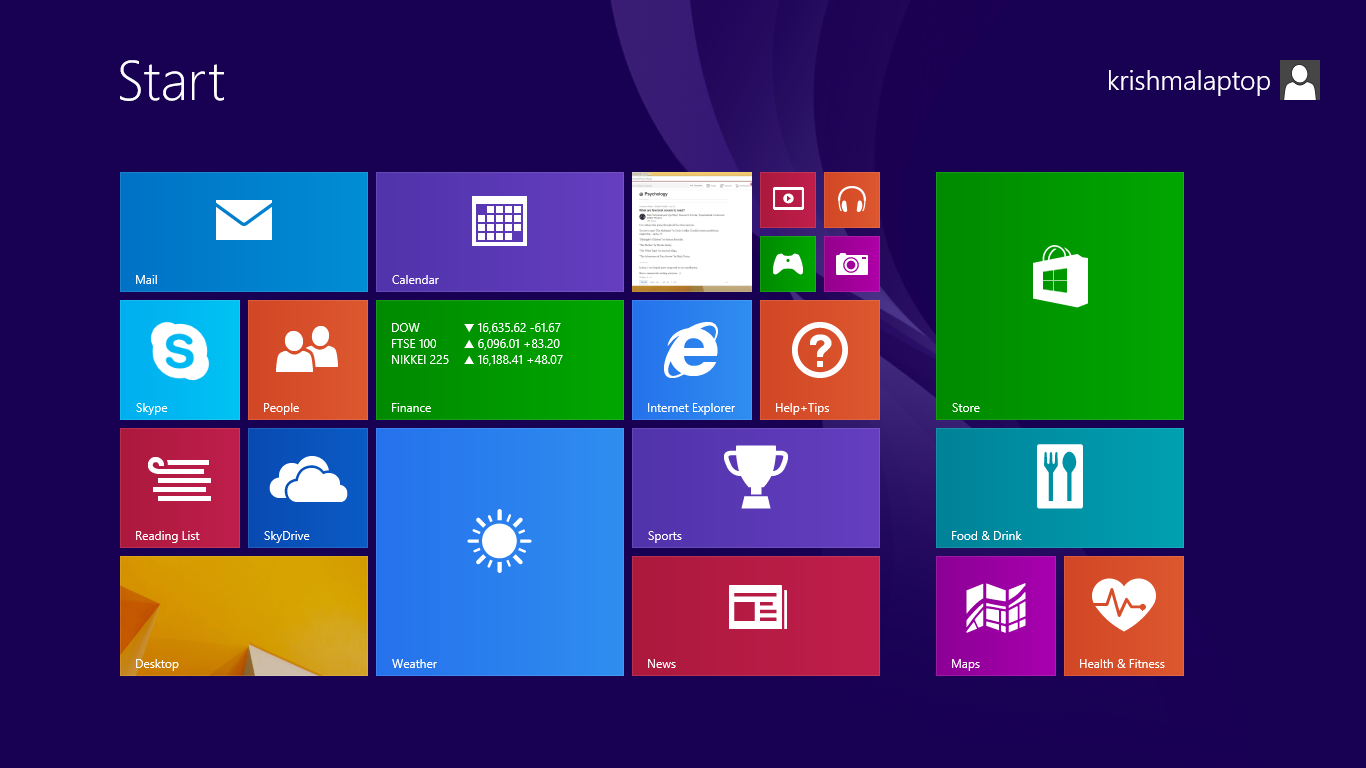 Start
krishmalaptop
Mail
Calendar
Psychology
Skype
People
DOW ▼ 16,635.62 -61.67
FTSE 100 ▲ 6,096.01 +83.20
NIKKEI 225 ▲ 16,188.41 +48.07
Finance
Internet Explorer
Help+Tips
Store
Reading List
SkyDrive
Weather
Sports
Food & Drink
Desktop
News
Maps
Health & Fitness